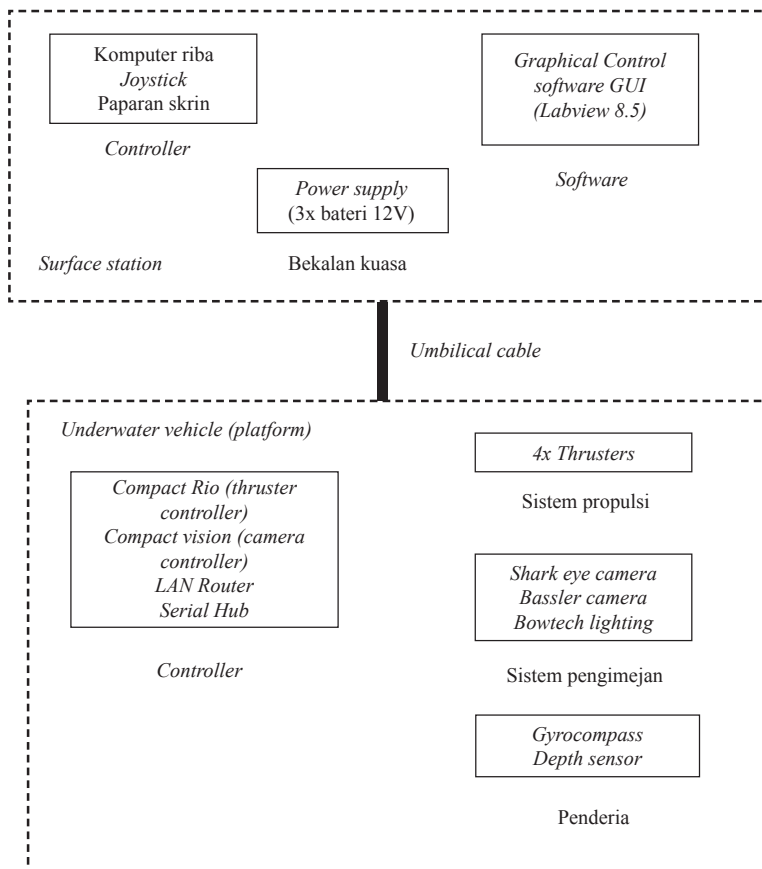 Komputer riba
Joystick
Paparan skrin
Controller
Graphical Control
software GUI
(Labview 8.5)
Software
Power supply
(3x bateri 12V)
Surface station
Bekalan kuasa
Umbilical cable
Underwater vehicle (platform)
Compact Rio (thruster
controller)
Compact vision (camera
controller)
LAN Router
Serial Hub
Controller
4x Thrusters
Sistem propulsi
Shark eye camera
Bassler camera
Bowtech lighting
Sistem pengimejan
Gyrocompass
Depth sensor
Penderia